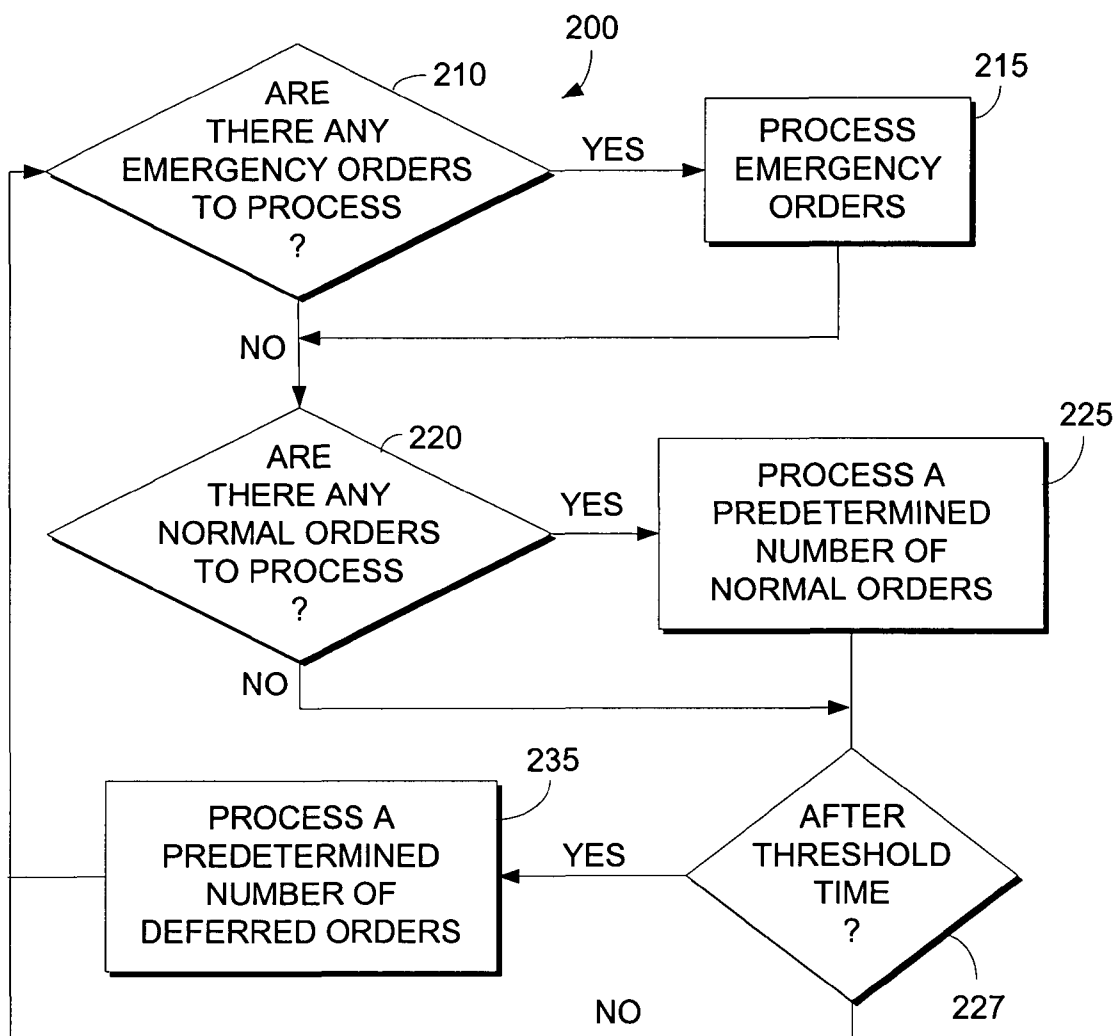 200
210
ARE
THERE ANY
EMERGENCY ORDERS
TO PROCESS
?
YES
215
PROCESS
EMERGENCY
ORDERS
NO
220
ARE
THERE ANY
NORMAL ORDERS
TO PROCESS
?
YES
225
PROCESS A
PREDETERMINED
NUMBER OF
NORMAL ORDERS
NO
235
PROCESS A
PREDETERMINED
NUMBER OF
DEFERRED ORDERS
YES
AFTER
THRESHOLD
TIME
?
227
NO